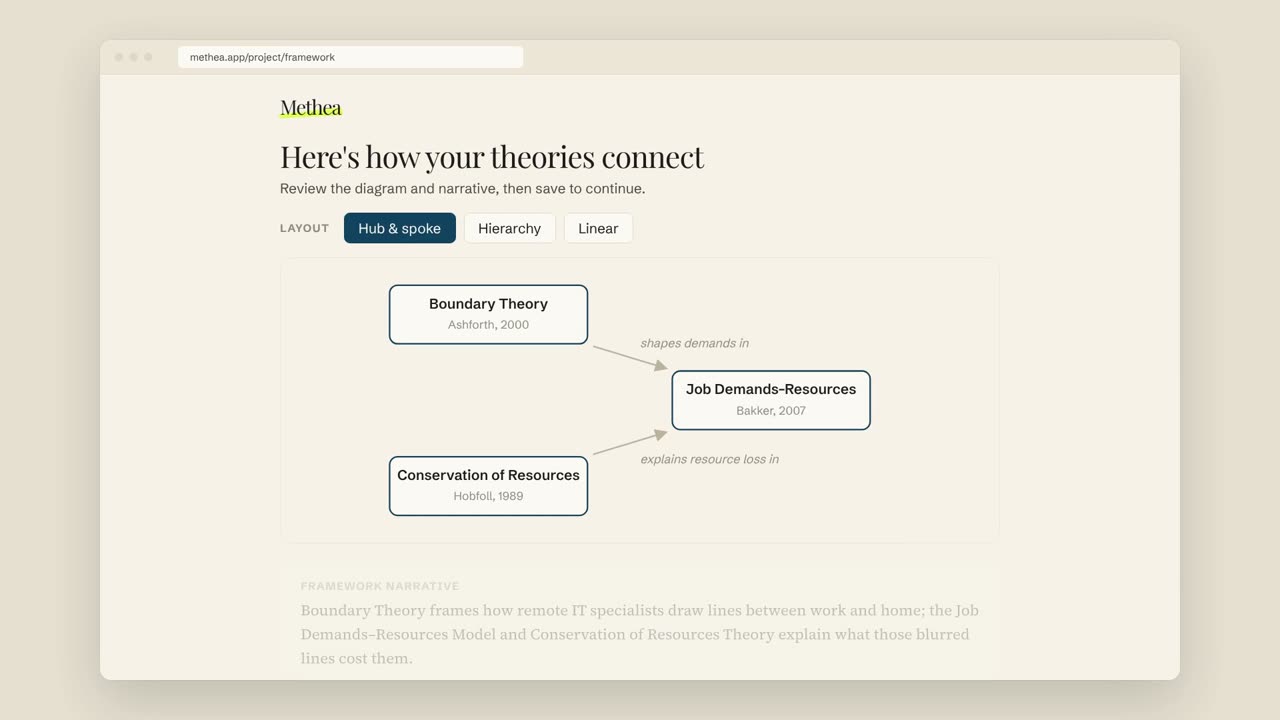 methea.app/project/framework
Methea
Here's how your theories connect
Review the diagram and narrative, then save to continue.
LAYOUT
Hub & spoke
Hierarchy
Linear
Boundary Theory
Ashforth, 2000
shapes demands in
Job Demands–Resources
Bakker, 2007
explains resource loss in
Conservation of Resources
Hobfoll, 1989
FRAMEWORK NARRATIVE
Boundary Theory frames how remote IT specialists draw lines between work and home; the Job
Demands–Resources Model and Conservation of Resources Theory explain what those blurred
lines cost them.